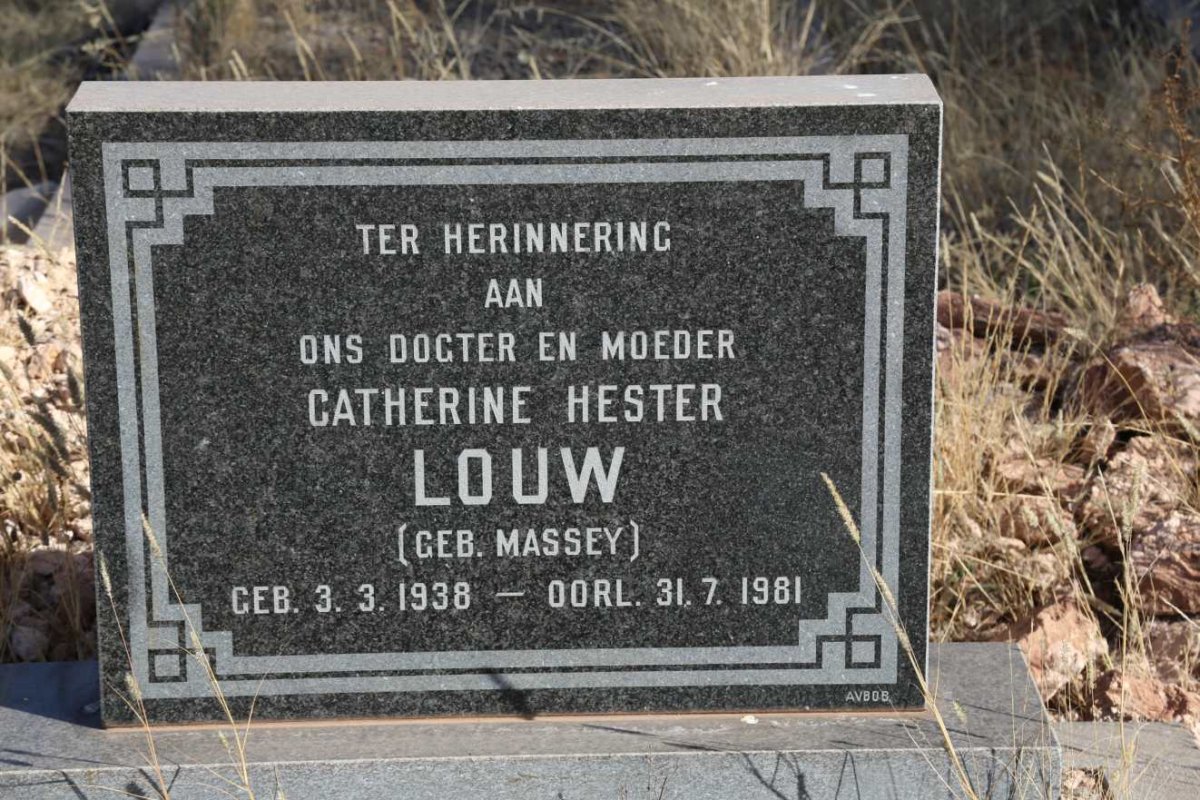 TER HERINNERING
AAN
ONS DOGTER EN MOEDER
CATHERINE HESTER
LOUW
(GEB. MASSEY)
GEB. 3. 3. 1938 — OORL. 31. 7. 1981
AVBOB